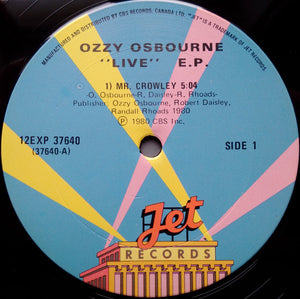 DISTRIBUTED BY CBS RECORDS, CANADA LTD. "JET" IS A TRADEMARK OF JET RECORDS.
OZZY OSBOURNE
"LIVE" E.P.
1) MR. CROWLEY 5:04
-O. Osbourne-R. Daisley-R. Rhoads-
Publisher: Ozzy Osbourne, Robert Daisley,
Randall Rhoads 1980
℗ 1980 CBS Inc.
12EXP 37640
(37640-A)
SIDE 1
Jet
RECORDS